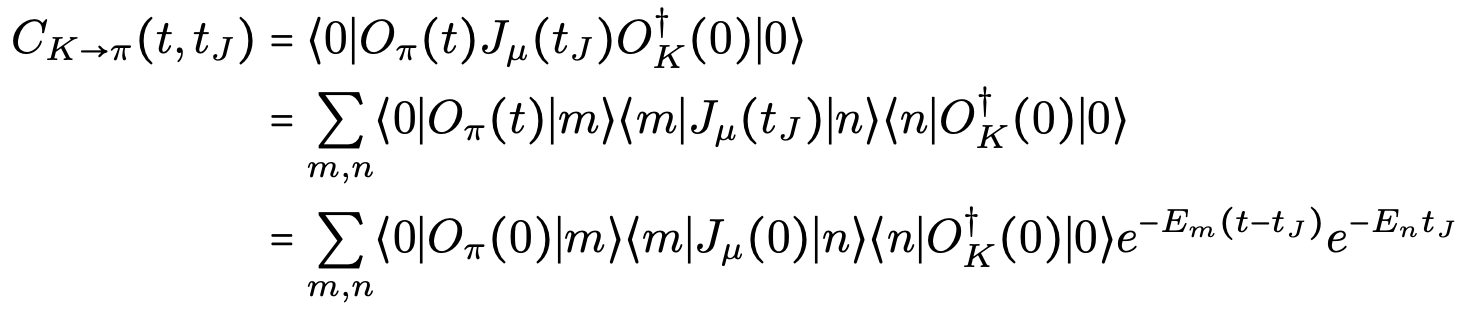 C_{K→π}(t, t_J) = ⟨0|O_π(t)J_μ(t_J)O_K^†(0)|0⟩
= ∑_{m,n} ⟨0|O_π(t)|m⟩⟨m|J_μ(t_J)|n⟩⟨n|O_K^†(0)|0⟩
= ∑_{m,n} ⟨0|O_π(0)|m⟩⟨m|J_μ(0)|n⟩⟨n|O_K^†(0)|0⟩e^{-E_m(t-t_J)}e^{-E_n t_J}